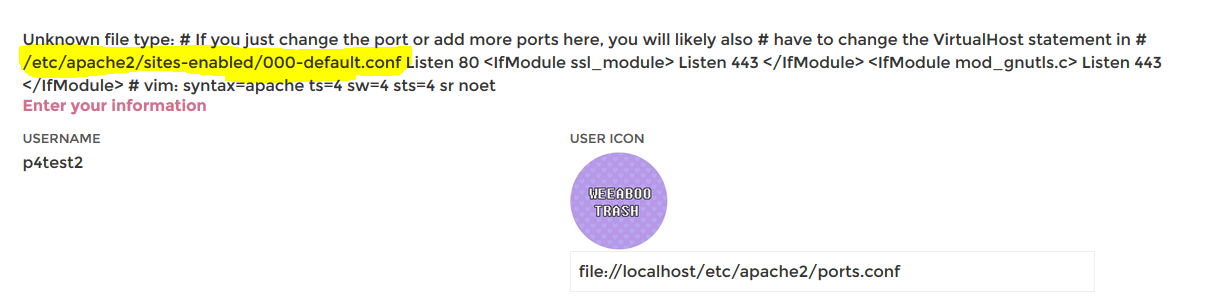 Unknown file type: # If you just change the port or add more ports here, you will likely also # have to change the VirtualHost statement in #
/etc/apache2/sites-enabled/000-default.conf Listen 80 <IfModule ssl_module> Listen 443 </IfModule> <IfModule mod_gnutls.c> Listen 443
</IfModule> # vim: syntax=apache ts=4 sw=4 sts=4 sr noet
Enter your information
USERNAME
p4test2
USER ICON
WEEABOO
TRASH
file://localhost/etc/apache2/ports.conf